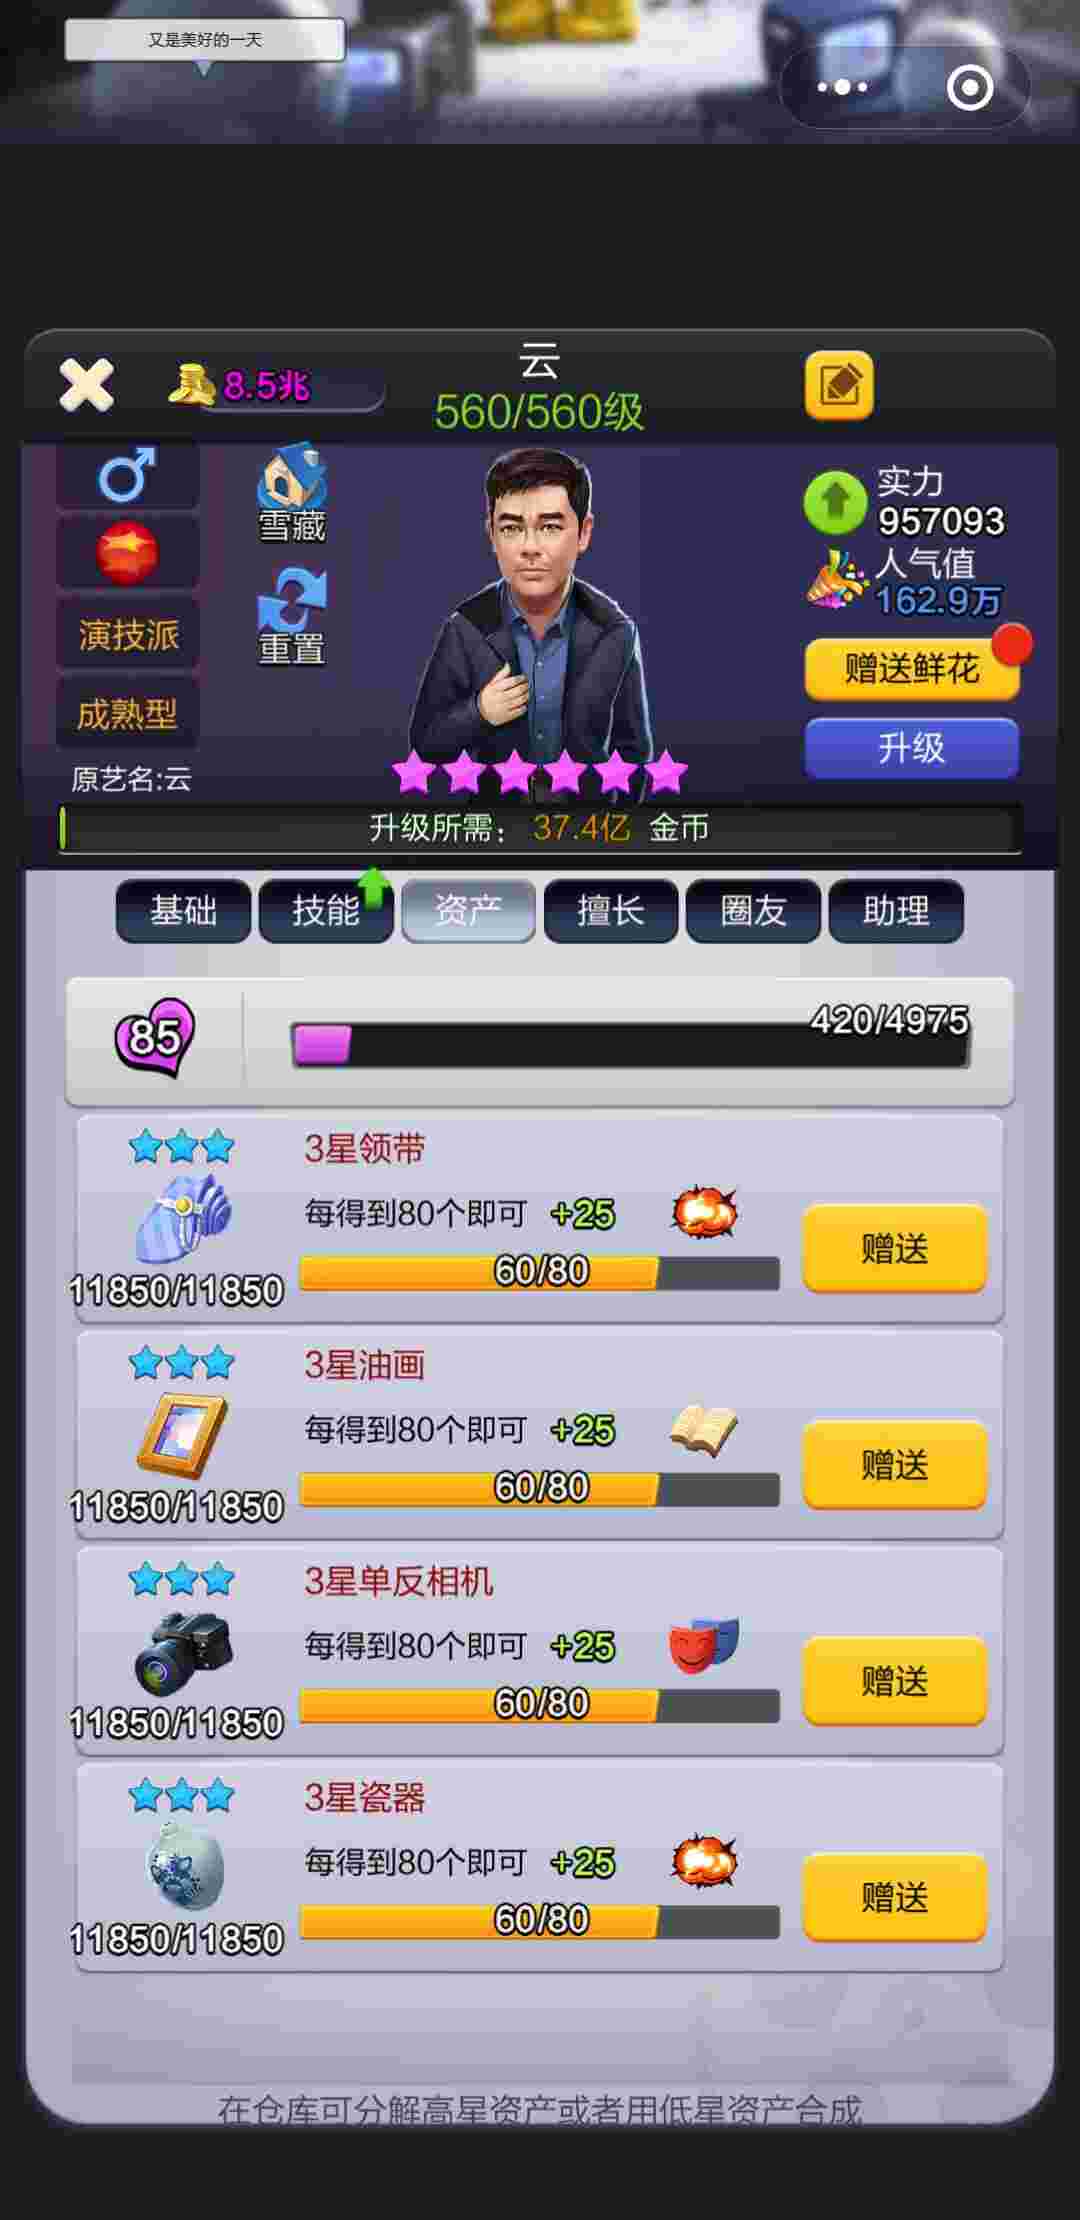 又是美好的一天
云
8.5兆
560/560级
雪藏
实力
957093
人气值
162.9万
重置
演技派
赠送鲜花
成熟型
升级
原艺名:云
升级所需： 37.4亿 金币
基础 技能 资产 擅长 圈友 助理
85
420/4975
3星领带
每得到80个即可 +25
赠送
60/80
11850/11850
3星油画
每得到80个即可 +25
赠送
60/80
11850/11850
3星单反相机
每得到80个即可 +25
赠送
60/80
11850/11850
3星瓷器
每得到80个即可 +25
赠送
60/80
11850/11850
在仓库可分解高星资产或者用低星资产合成